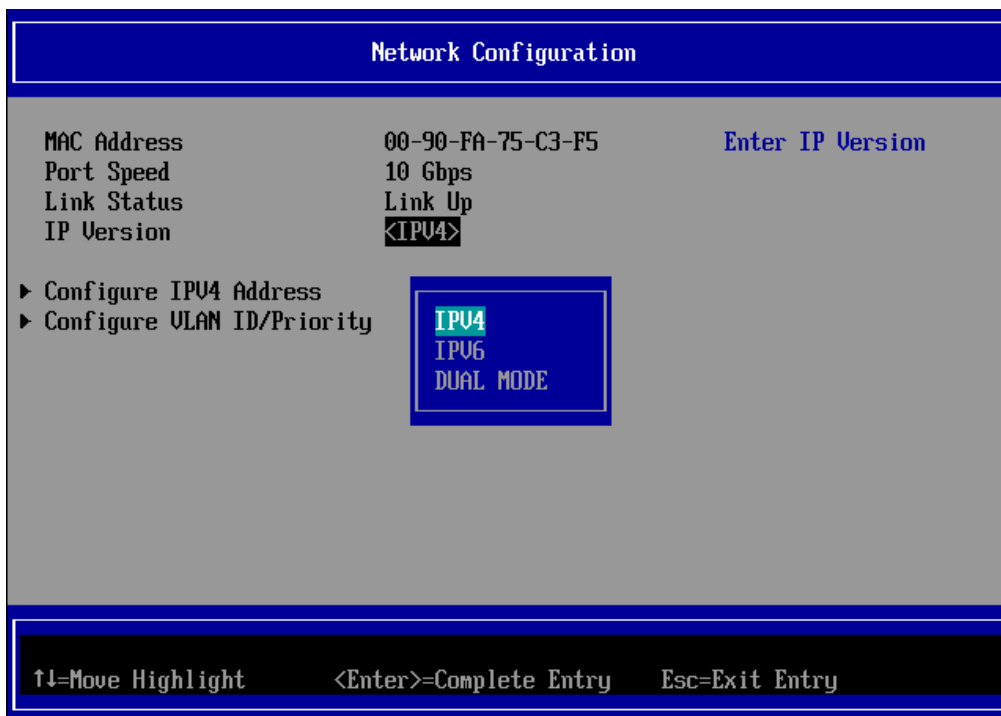 Network Configuration
MAC Address 00-90-FA-75-C3-F5 Enter IP Version
Port Speed 10 Gbps
Link Status Link Up
IP Version <IPV4>
▶ Configure IPV4 Address
▶ Configure VLAN ID/Priority
IPV4
IPV6
DUAL MODE
↑↓=Move Highlight <Enter>=Complete Entry Esc=Exit Entry